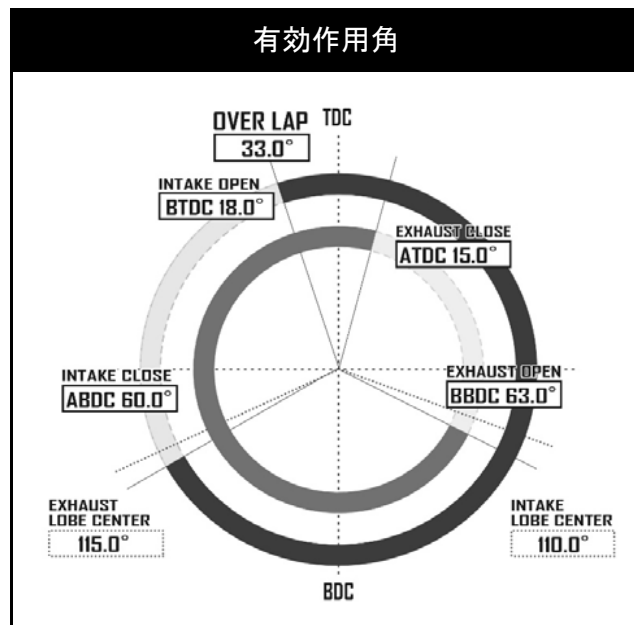 有効作用角
OVER LAP
TDC
33.0°
INTAKE OPEN
BTDC 18.0°
EXHAUST CLOSE
ATDC 15.0°
INTAKE CLOSE
ABDC 60.0°
EXHAUST OPEN
BBDC 63.0°
EXHAUST
LOBE CENTER
115.0°
INTAKE
LOBE CENTER
110.0°
BDC